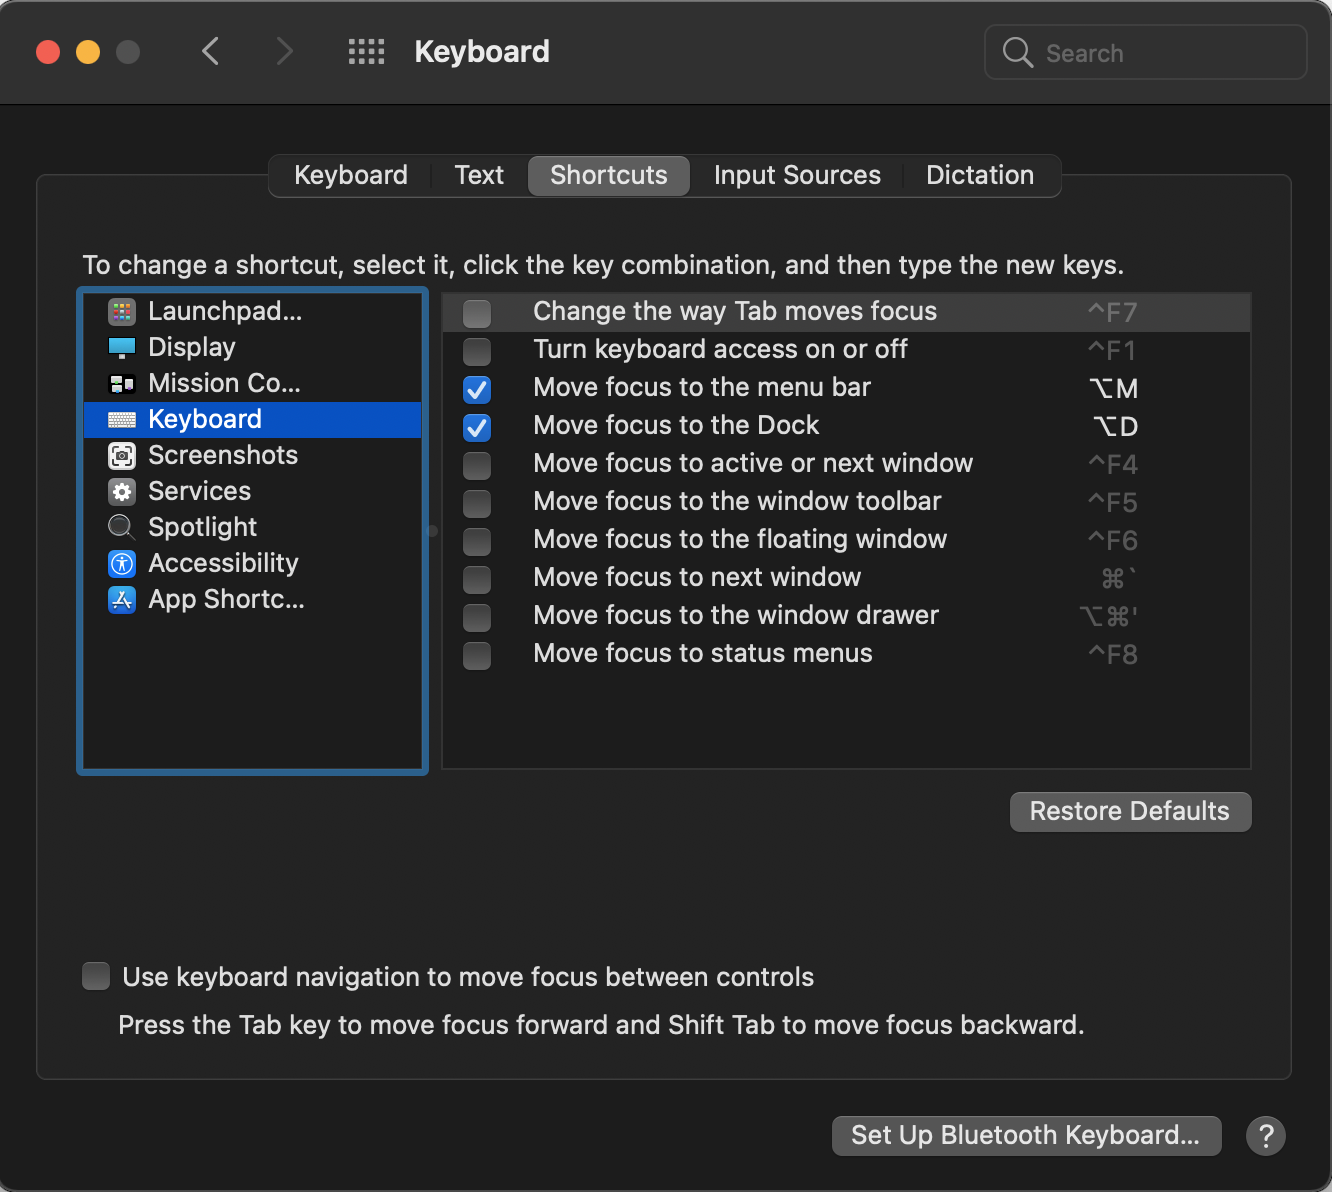 Keyboard
Search
Keyboard Text Shortcuts Input Sources Dictation
To change a shortcut, select it, click the key combination, and then type the new keys.
Launchpad...
Display
Mission Co...
Keyboard
Screenshots
Services
Spotlight
Accessibility
App Shortc...
Change the way Tab moves focus ^F7
Turn keyboard access on or off ^F1
Move focus to the menu bar ⌥M
Move focus to the Dock ⌥D
Move focus to active or next window ^F4
Move focus to the window toolbar ^F5
Move focus to the floating window ^F6
Move focus to next window ⌘`
Move focus to the window drawer ⌥⌘'
Move focus to status menus ^F8
Restore Defaults
Use keyboard navigation to move focus between controls
Press the Tab key to move focus forward and Shift Tab to move focus backward.
Set Up Bluetooth Keyboard... ?